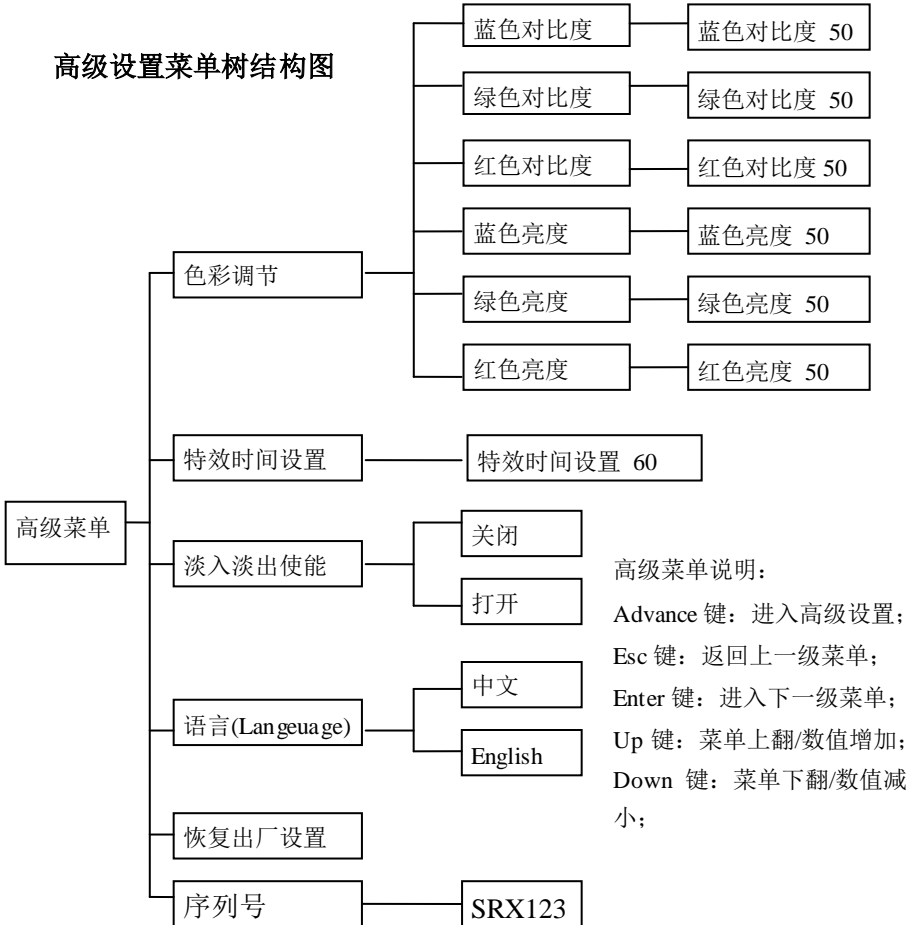 高级设置菜单树结构图
高级菜单
色彩调节
蓝色对比度
蓝色对比度 50
绿色对比度
绿色对比度 50
红色对比度
红色对比度 50
蓝色亮度
蓝色亮度 50
绿色亮度
绿色亮度 50
红色亮度
红色亮度 50
特效时间设置
特效时间设置 60
淡入淡出使能
关闭
打开
语言(Langeuage)
中文
English
恢复出厂设置
序列号
SRX123
高级菜单说明：
Advance 键：进入高级设置；
Esc 键：返回上一级菜单；
Enter 键：进入下一级菜单；
Up 键：菜单上翻/数值增加；
Down 键：菜单下翻/数值减
小；